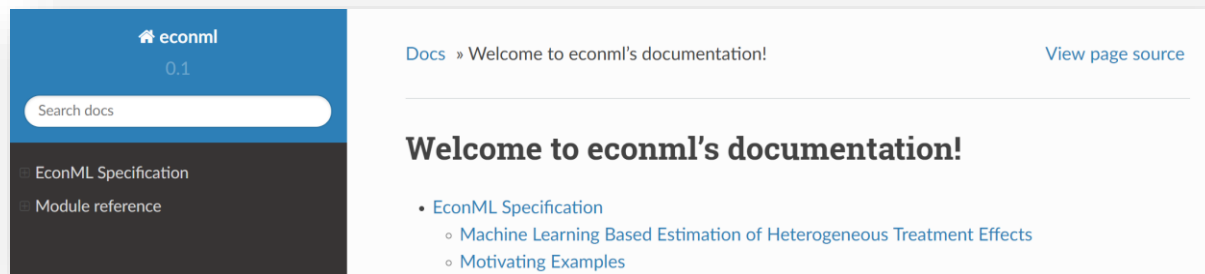 econml
0.1
Search docs
EconML Specification
Module reference
Docs » Welcome to econml's documentation!
View page source
Welcome to econml's documentation!
• EconML Specification
◦ Machine Learning Based Estimation of Heterogeneous Treatment Effects
◦ Motivating Examples